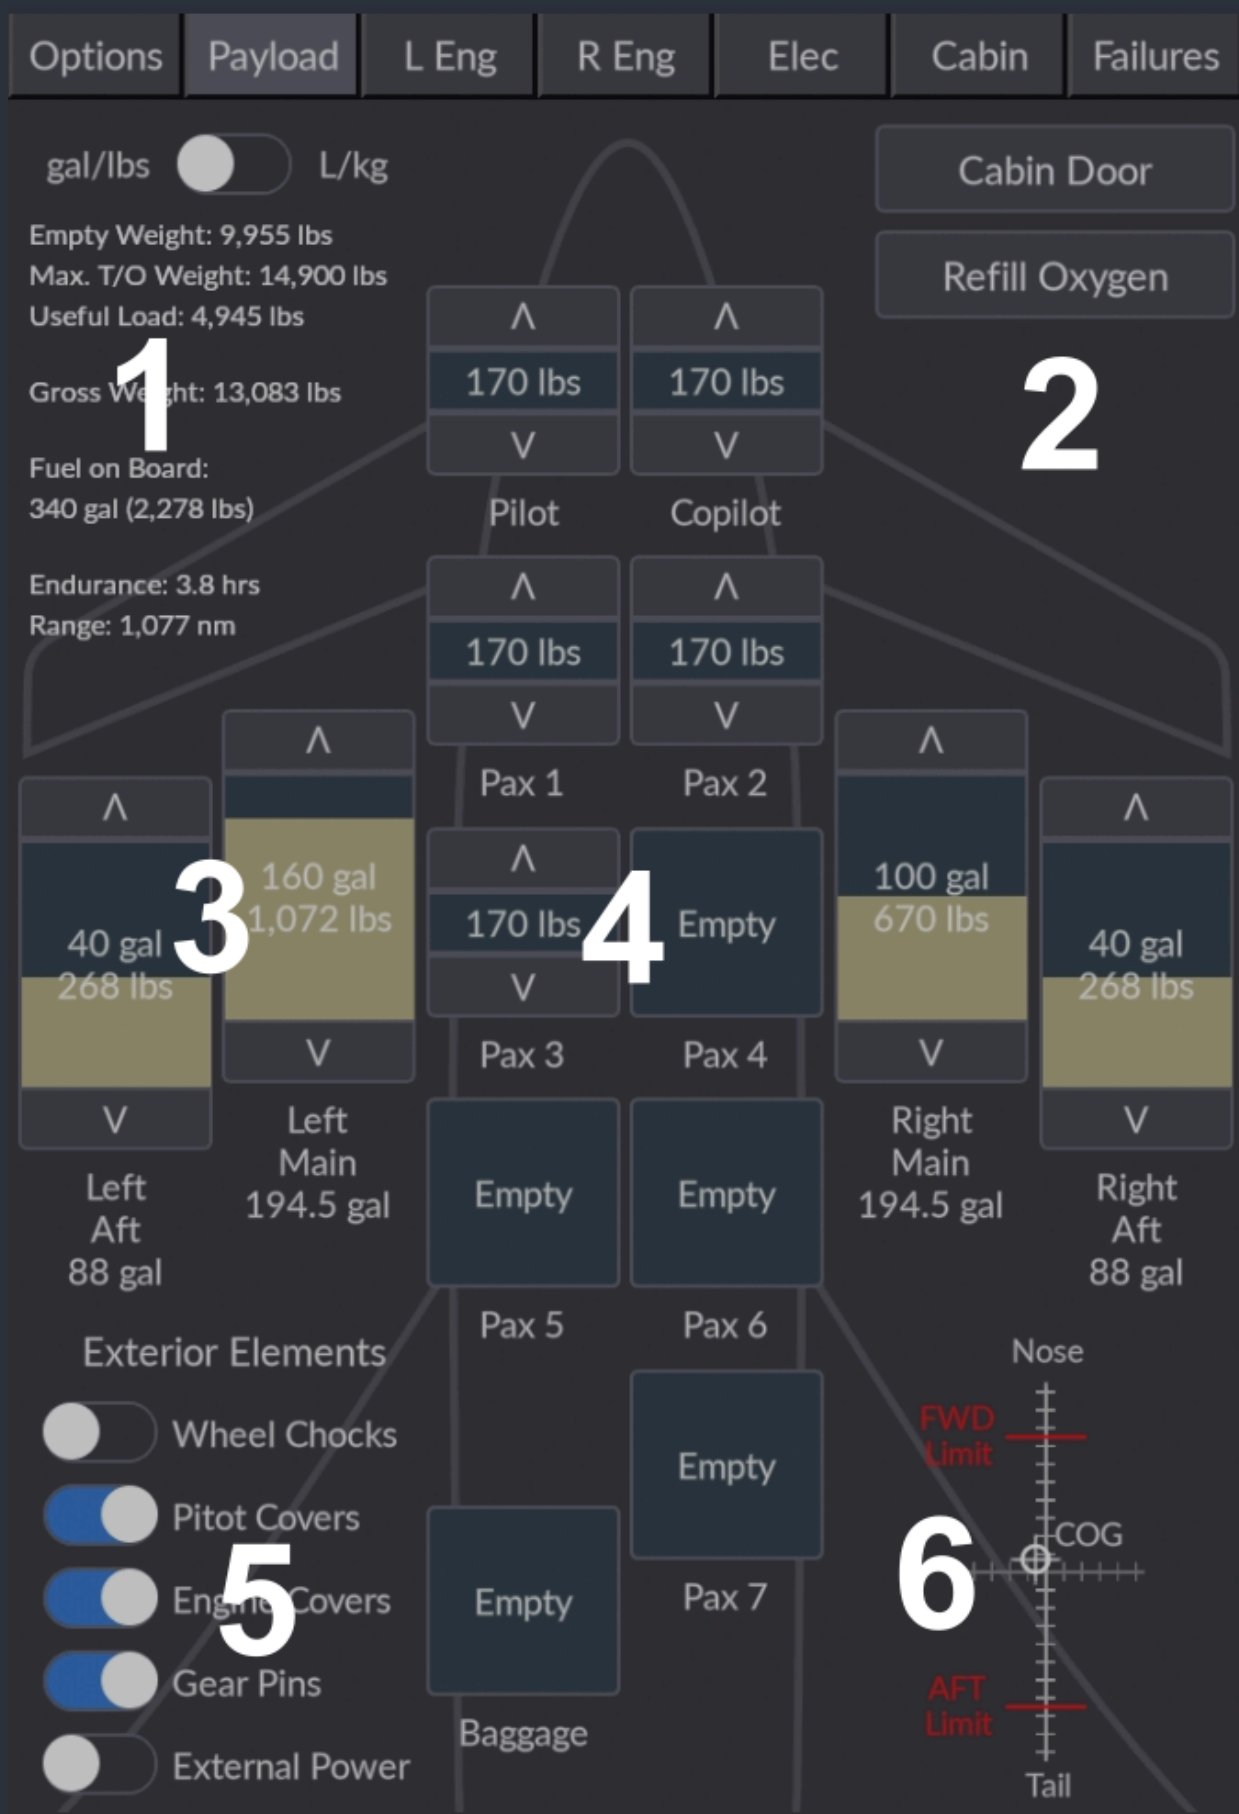 Options
Payload
L Eng
R Eng
Elec
Cabin
Failures
gal/lbs
L/kg
Cabin Door
Refill Oxygen
Empty Weight: 9,955 lbs
Max. T/O Weight: 14,900 lbs
Useful Load: 4,945 lbs
1
Gross Weight: 13,083 lbs
Fuel on Board:
340 gal (2,278 lbs)
Endurance: 3.8 hrs
Range: 1,077 nm
2
170 lbs
Pilot
170 lbs
Copilot
170 lbs
Pax 1
170 lbs
Pax 2
3
40 gal
268 lbs
Left
Aft
88 gal
160 gal
1,072 lbs
Left
Main
194.5 gal
4
170 lbs
Pax 3
Empty
Pax 4
100 gal
670 lbs
Right
Main
194.5 gal
40 gal
268 lbs
Right
Aft
88 gal
Empty
Pax 5
Empty
Pax 6
Empty
Pax 7
Empty
Baggage
Exterior Elements
Wheel Chocks
Pitot Covers
5
Engine Covers
Gear Pins
External Power
6
Nose
FWD
Limit
COG
AFT
Limit
Tail